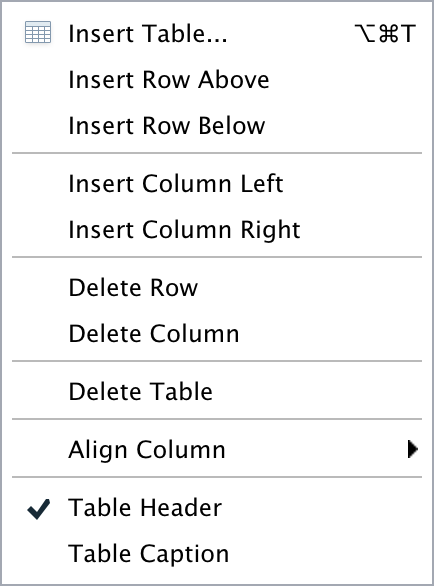 Insert Table... ⌥⌘T
Insert Row Above
Insert Row Below
Insert Column Left
Insert Column Right
Delete Row
Delete Column
Delete Table
Align Column
Table Header
Table Caption